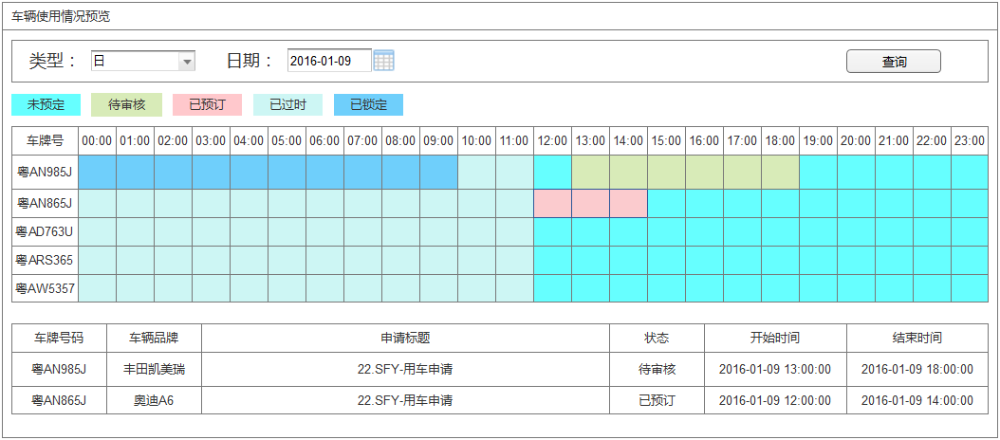 车辆使用情况预览
类型： 日 日期： 2016-01-09 查询
未预定 待审核 已预订 已过时 已锁定
车牌号 00:00 01:00 02:00 03:00 04:00 05:00 06:00 07:00 08:00 09:00 10:00 11:00 12:00 13:00 14:00 15:00 16:00 17:00 18:00 19:00 20:00 21:00 22:00 23:00
粤AN985J
粤AN865J
粤AD763U
粤ARS365
粤AW5357
车牌号码 车辆品牌 申请标题 状态 开始时间 结束时间
粤AN985J 丰田凯美瑞 22.SFY-用车申请 待审核 2016-01-09 13:00:00 2016-01-09 18:00:00
粤AN865J 奥迪A6 22.SFY-用车申请 已预订 2016-01-09 12:00:00 2016-01-09 14:00:00